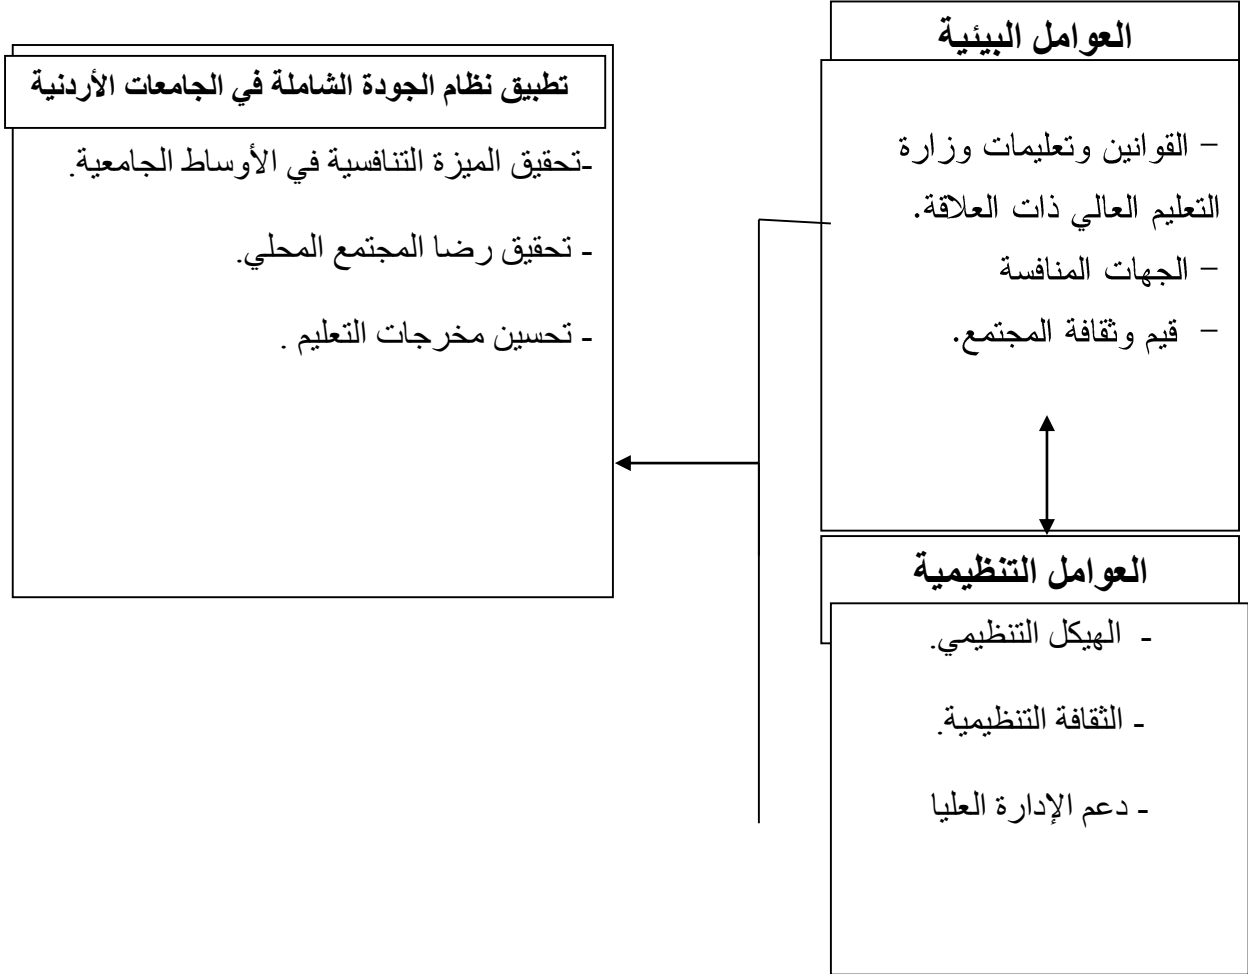 العوامل البيئية
– القوانين وتعليمات وزارة
التعليم العالي ذات العلاقة.
– الجهات المنافسة
– قيم وثقافة المجتمع.
العوامل التنظيمية
- الهيكل التنظيمي.
- الثقافة التنظيمية.
- دعم الإدارة العليا
تطبيق نظام الجودة الشاملة في الجامعات الأردنية
-تحقيق الميزة التنافسية في الأوساط الجامعية.
- تحقيق رضا المجتمع المحلي.
- تحسين مخرجات التعليم .